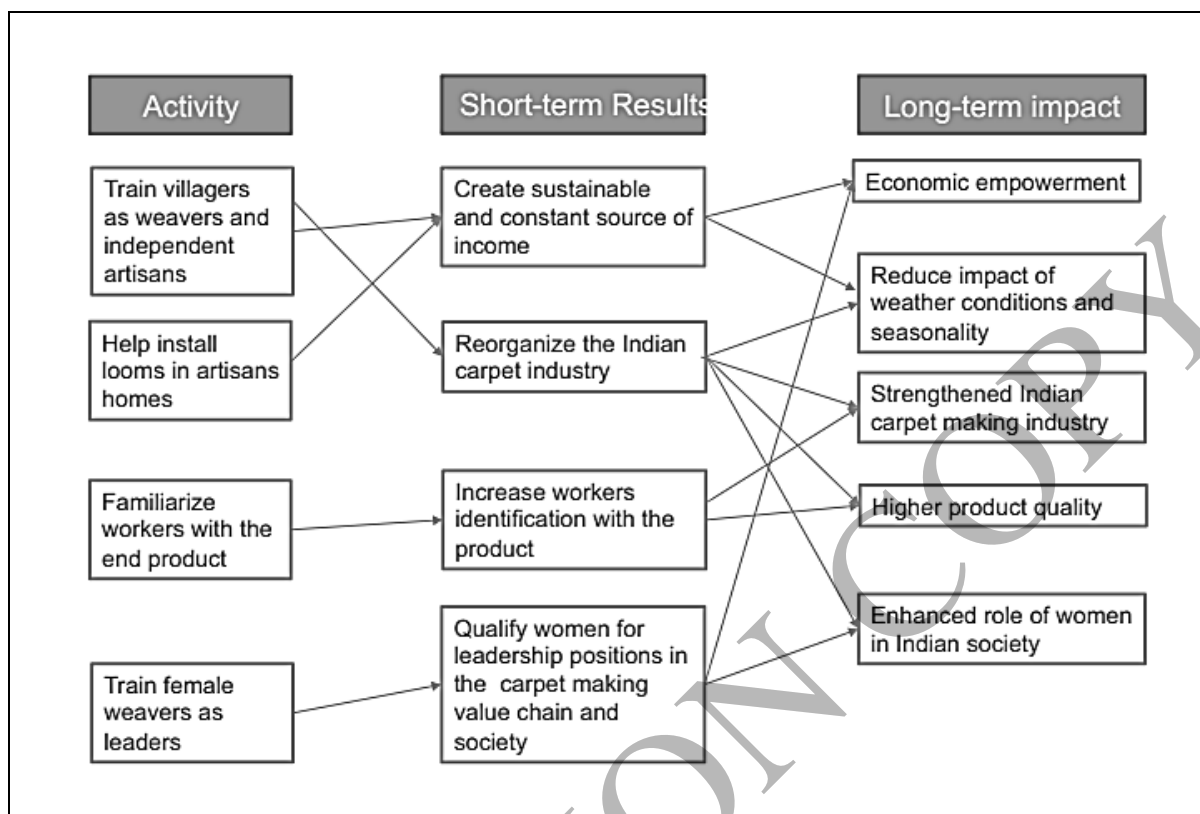 Activity
Short-term Results
Long-term impact
Train villagers
as weavers and
independent
artisans
Create sustainable
and constant source of
income
Economic empowerment
Reduce impact of
weather conditions and
seasonality
Help install
looms in artisans
homes
Reorganize the Indian
carpet industry
Strengthened Indian
carpet making industry
Familiarize
workers with the
end product
Increase workers
identification with the
product
Higher product quality
Train female
weavers as
leaders
Qualify women for
leadership positions in
the carpet making
value chain and
society
Enhanced role of women
in Indian society
ON COPY